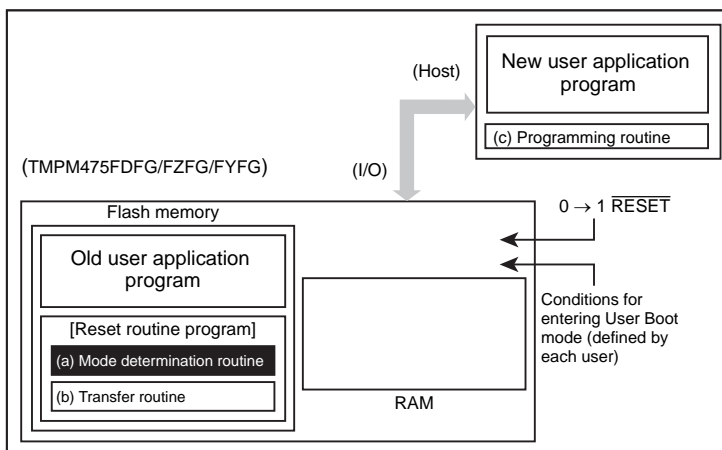 New user application
program
(c) Programming routine
(Host)
(I/O)
(TMPM475FDFG/FZFG/FYFG)
Flash memory
Old user application
program
[Reset routine program]
(a) Mode determination routine
(b) Transfer routine
RAM
0 → 1 RESET
Conditions for
entering User Boot
mode (defined by
each user)